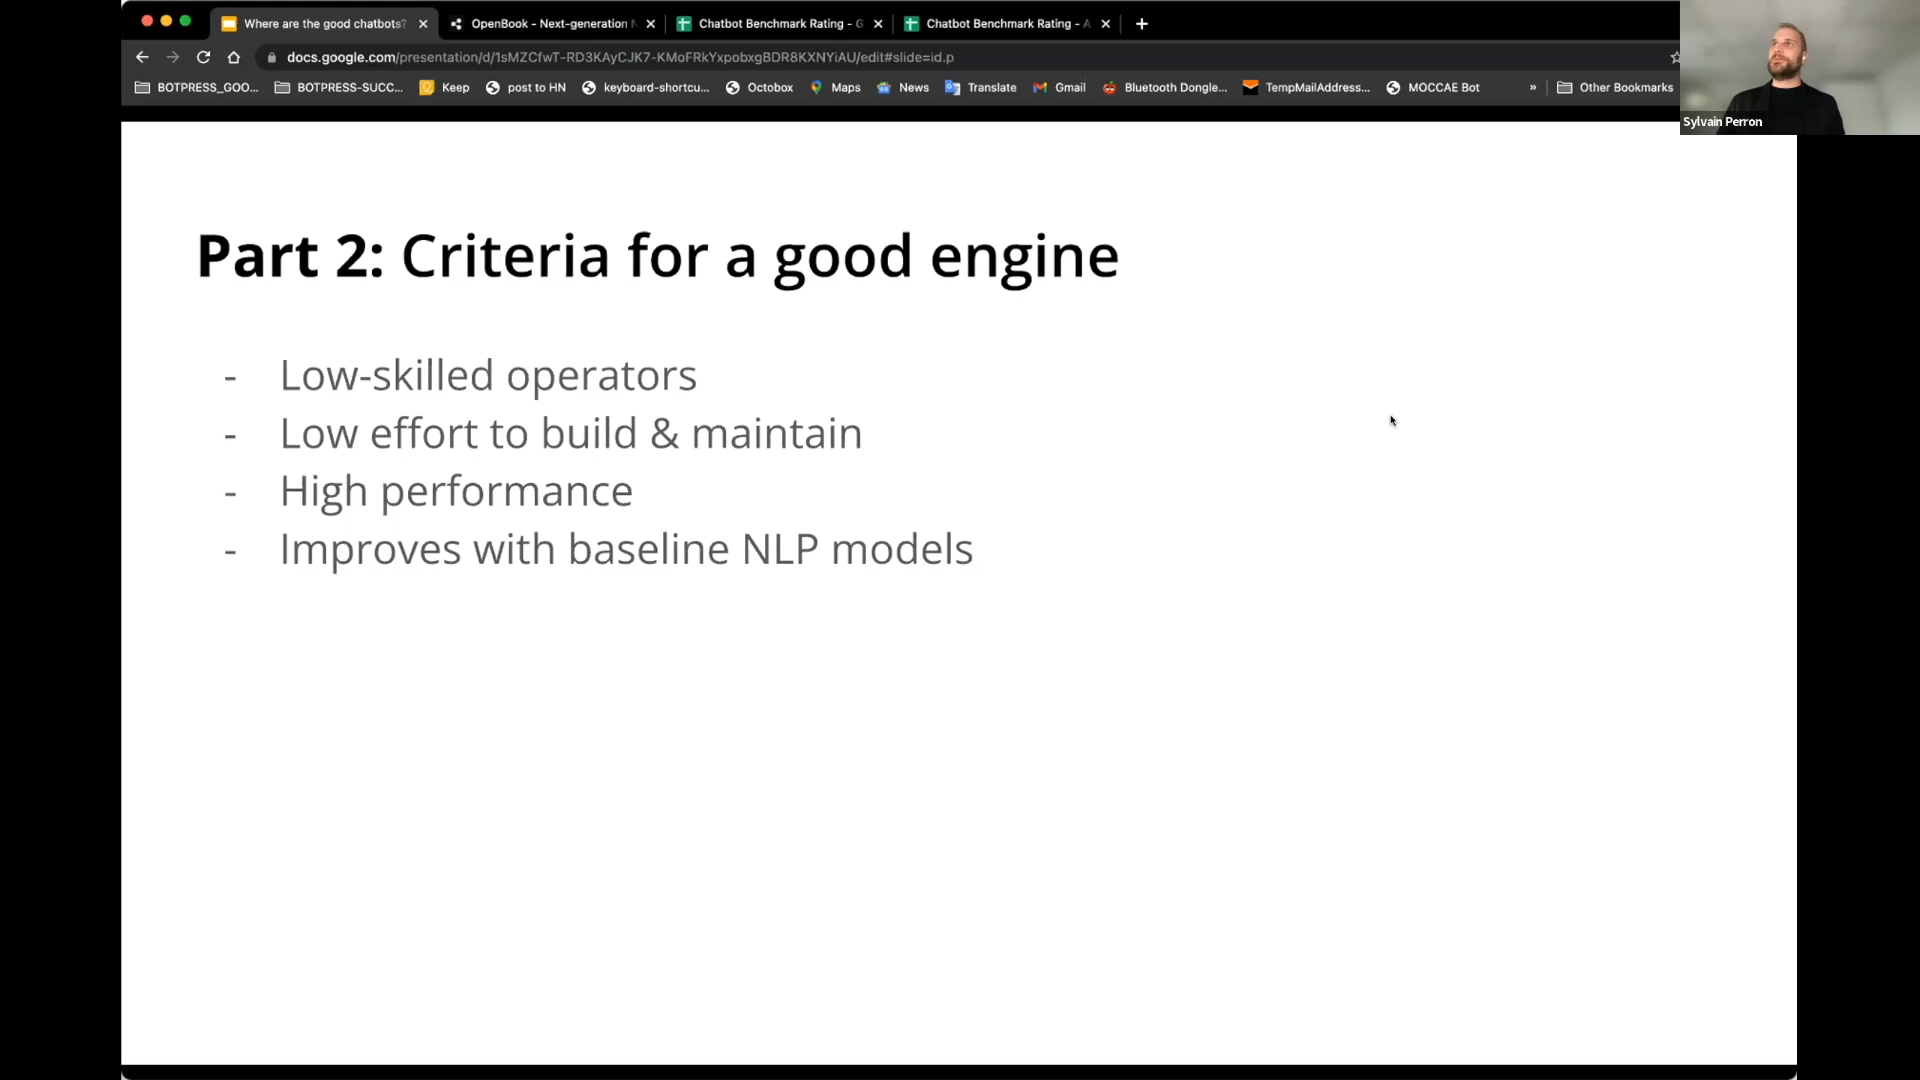 Where are the good chatbots?
OpenBook - Next-generation
Chatbot Benchmark Rating - G
Chatbot Benchmark Rating - A
docs.google.com/presentation/d/1sMZCfwT-RD3KAyCJK7-KMoFRkYxpobxgBDR8KXNYiAU/edit#slide=id.p
BOTPRESS_GOO...
BOTPRESS-SUCC...
Keep
post to HN
keyboard-shortcu...
Octobox
Maps
News
Translate
Gmail
Bluetooth Dongle...
TempMailAddress...
MOCCAE Bot
»
Other Bookmarks
Sylvain Perron
Part 2: Criteria for a good engine
- Low-skilled operators
- Low effort to build & maintain
- High performance
- Improves with baseline NLP models